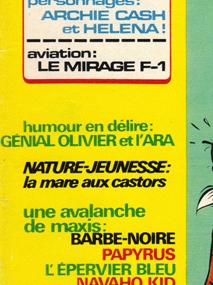 personnages:
ARCHIE CASH
et HELENA!
aviation:
LE MIRAGE F-1
humour en délire:
GÉNIAL OLIVIER et l'ARA
NATURE-JEUNESSE:
la mare aux castors
une avalanche
de maxis:
BARBE-NOIRE
PAPYRUS
L'ÉPERVIER BLEU
NAVAHO KID